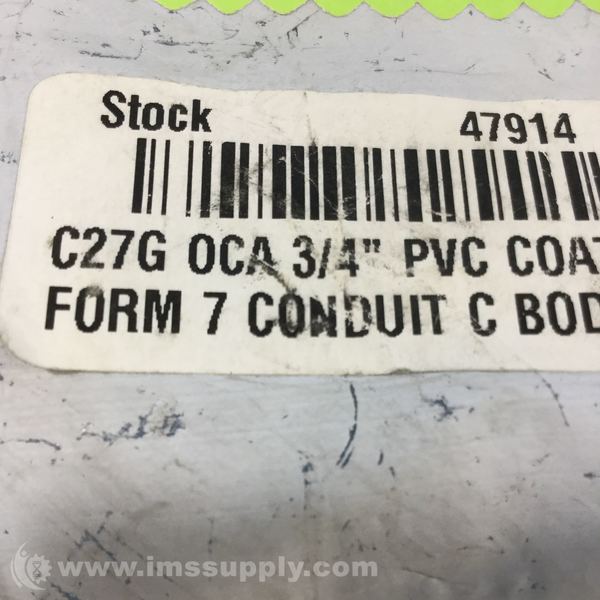 Stock 47914
C27G OCA 3/4" PVC COAT
FORM 7 CONDUIT C BOD
www.imssupply.com